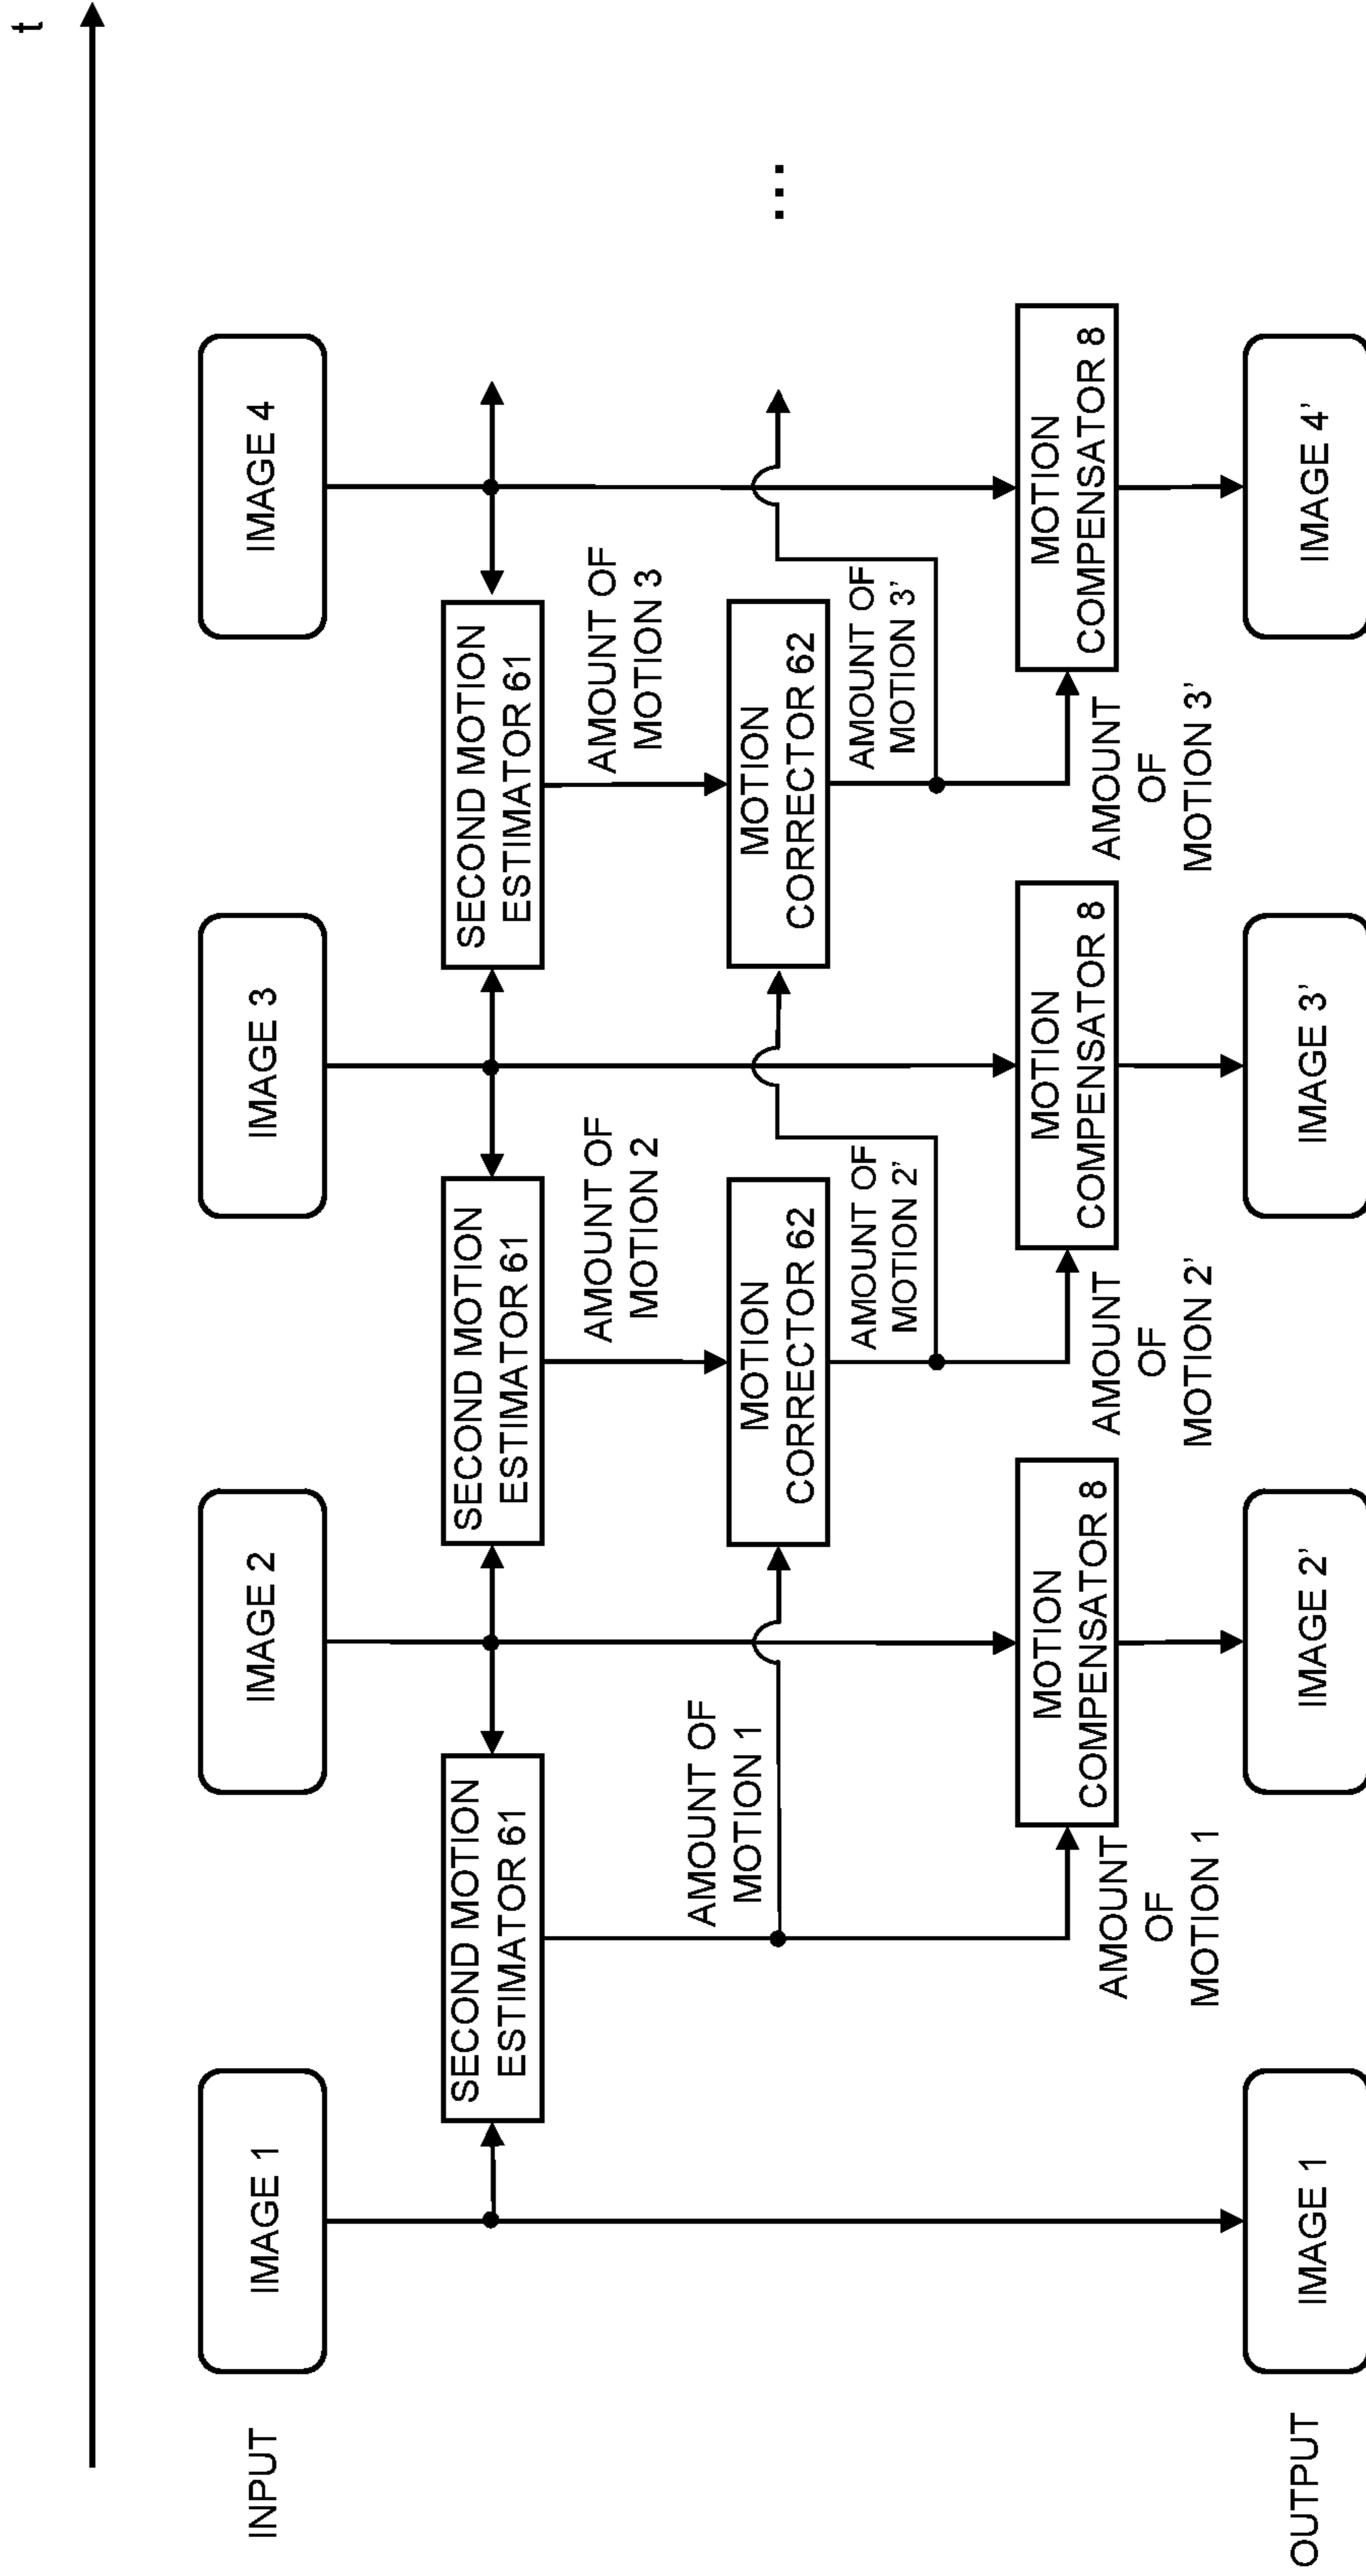 t
INPUT
IMAGE 1
IMAGE 2
IMAGE 3
IMAGE 4
SECOND MOTION
ESTIMATOR 61
SECOND MOTION
ESTIMATOR 61
SECOND MOTION
ESTIMATOR 61
AMOUNT OF
MOTION 1
AMOUNT OF
MOTION 2
AMOUNT OF
MOTION 3
MOTION
CORRECTOR 62
MOTION
CORRECTOR 62
...
AMOUNT OF
MOTION 2’
AMOUNT OF
MOTION 3’
MOTION
COMPENSATOR 8
MOTION
COMPENSATOR 8
MOTION
COMPENSATOR 8
AMOUNT
OF
MOTION 1
AMOUNT
OF
MOTION 2’
AMOUNT
OF
MOTION 3’
OUTPUT
IMAGE 1
IMAGE 2’
IMAGE 3’
IMAGE 4’